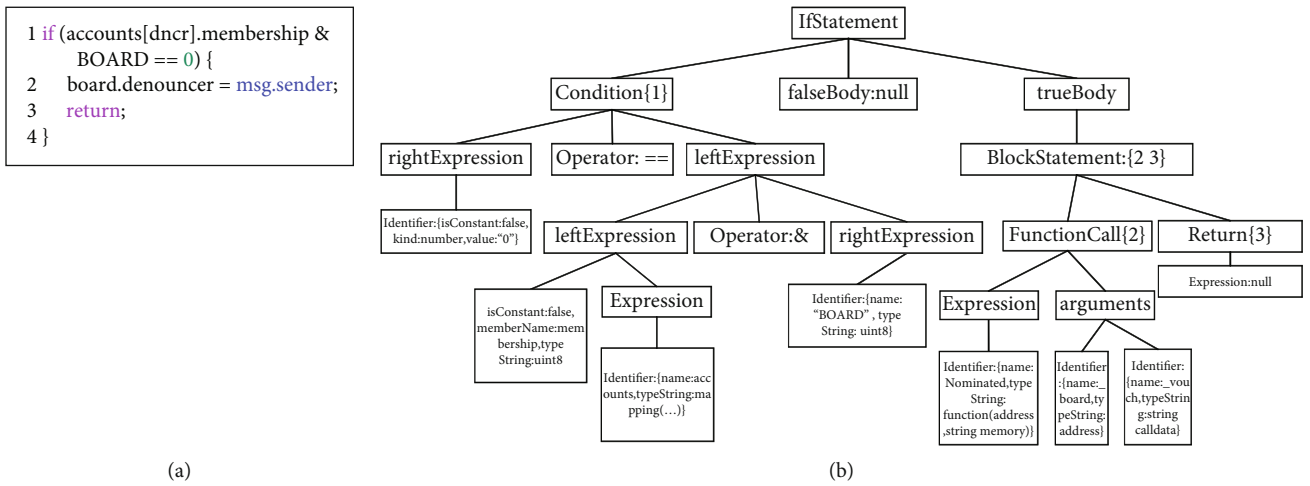 1 if (accounts[dncr].membership &
BOARD == 0) {
2 board.denouncer = msg.sender;
3 return;
4 }
(a)
IfStatement
Condition{1}
falseBody:null
trueBody
rightExpression
Operator: ==
leftExpression
BlockStatement:{2 3}
Identifier:{isConstant:false,
kind:number,value:“0”}
leftExpression
Operator:&
rightExpression
FunctionCall{2}
Return{3}
isConstant:false,
memberName:mem
bership,type
String:uint8
Expression
Identifier:{name:
“BOARD” , type
String: uint8}
Expression
arguments
Expression:null
Identifier:{name:acc
ounts,typeString:ma
pping(…)}
Identifier:{name:
Nominated,type
String:
function(address
,string memory)}
Identifier
:{name:_
board,ty
peString:
address}
Identifier:
{name:_vou
ch,typeStrin
g:string
calldata}
(b)